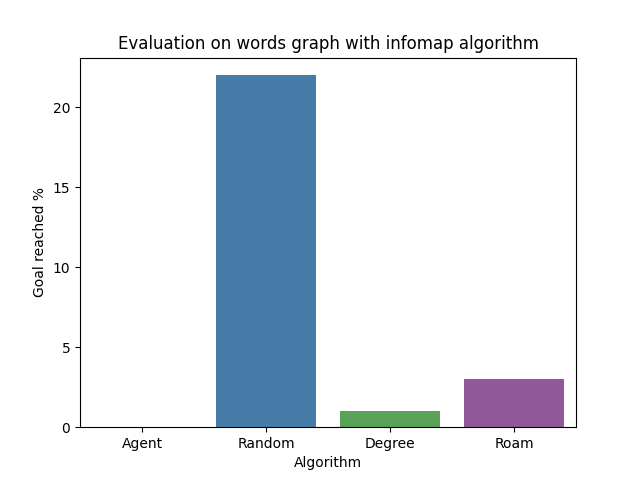 Evaluation on words graph with infomap algorithm
Goal reached %
20
15
10
5
0
Agent Random Degree Roam
Algorithm